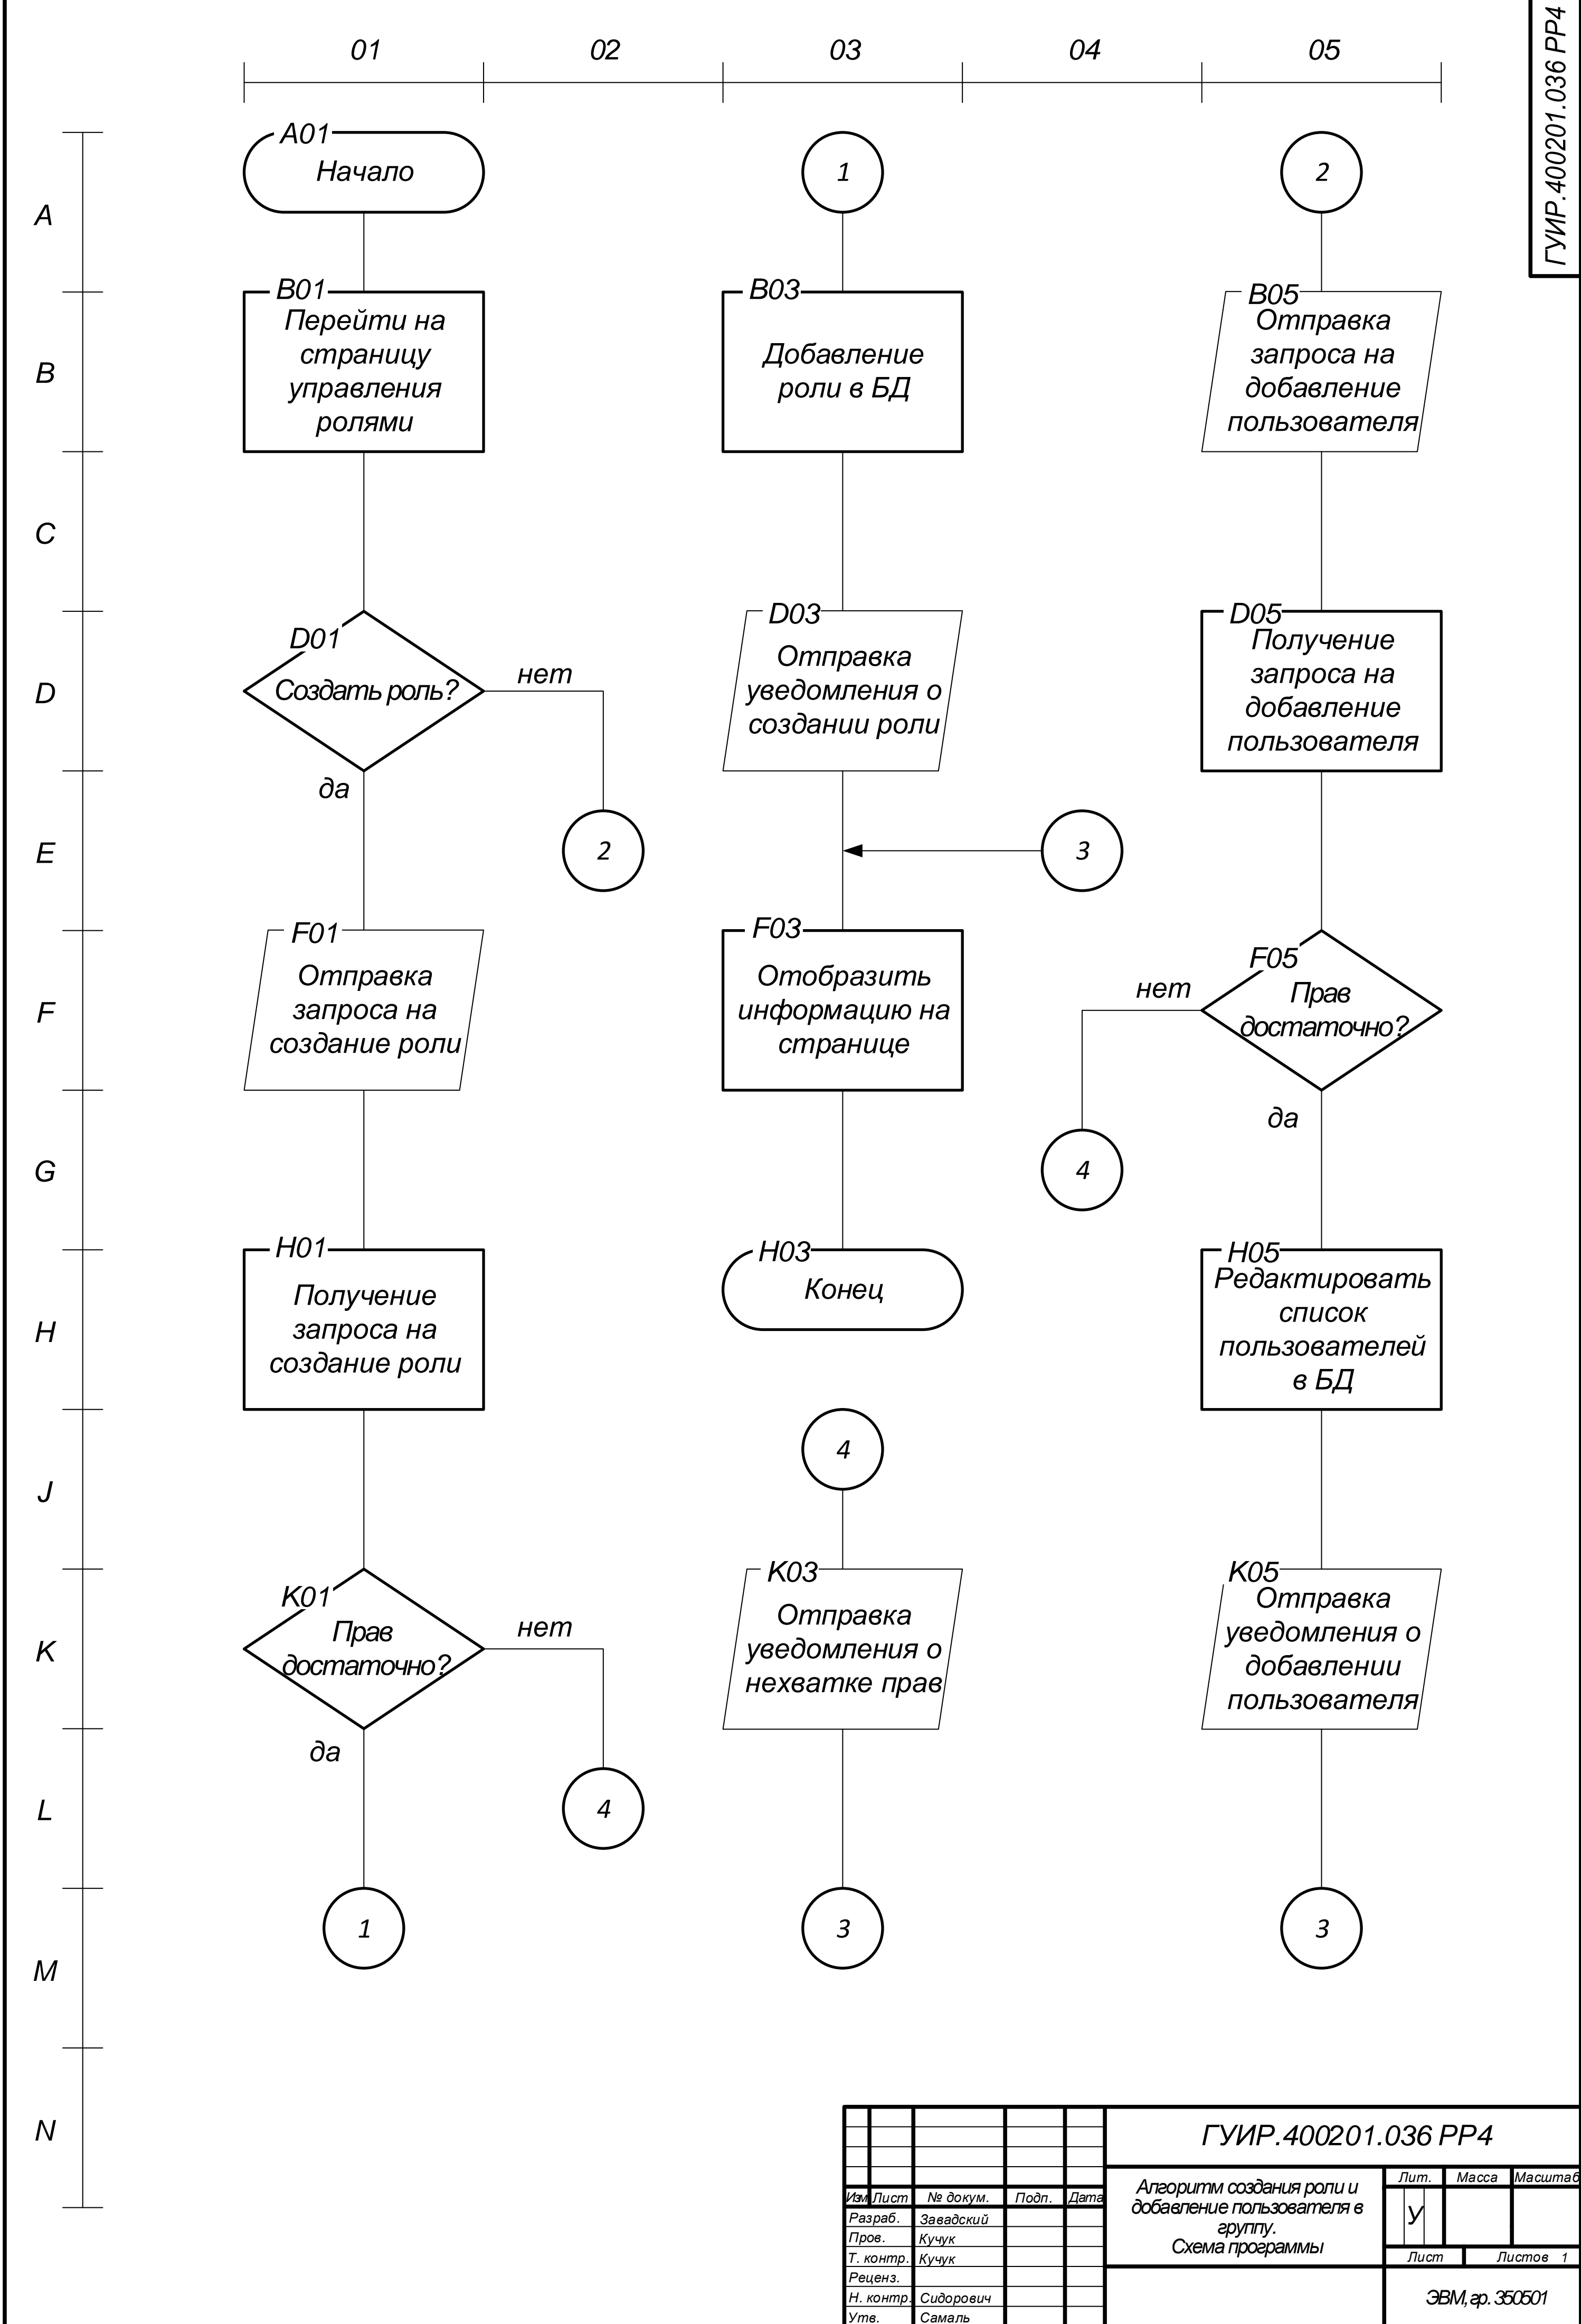 ГУИР.400201.036 РР4
01
02
03
04
05
A
B
C
D
E
F
G
H
J
K
L
M
N
A01
Начало
B01
Перейти на
страницу
управления
ролями
D01
Создать роль?
нет
2
да
F01
Отправка
запроса на
создание роли
H01
Получение
запроса на
создание роли
K01
Прав
достаточно?
нет
4
да
1
1
B03
Добавление
роли в БД
D03
Отправка
уведомления о
создании роли
3
F03
Отобразить
информацию на
странице
H03
Конец
4
K03
Отправка
уведомления о
нехватке прав
3
2
B05
Отправка
запроса на
добавление
пользователя
D05
Получение
запроса на
добавление
пользователя
F05
Прав
достаточно?
нет
4
да
H05
Редактировать
список
пользователей
в БД
K05
Отправка
уведомления о
добавлении
пользователя
3
ГУИР.400201.036 РР4
Алгоритм создания роли и
добавление пользователя в
группу.
Схема программы
Лит.
Масса
Масштаб
У
Лист
Листов 1
ЭВМ, гр. 350501
Изм
Лист
№ докум.
Подп.
Дата
Разраб.
Завадский
Пров.
Кучук
Т. контр.
Кучук
Реценз.
Н. контр.
Сидорович
Утв.
Самаль